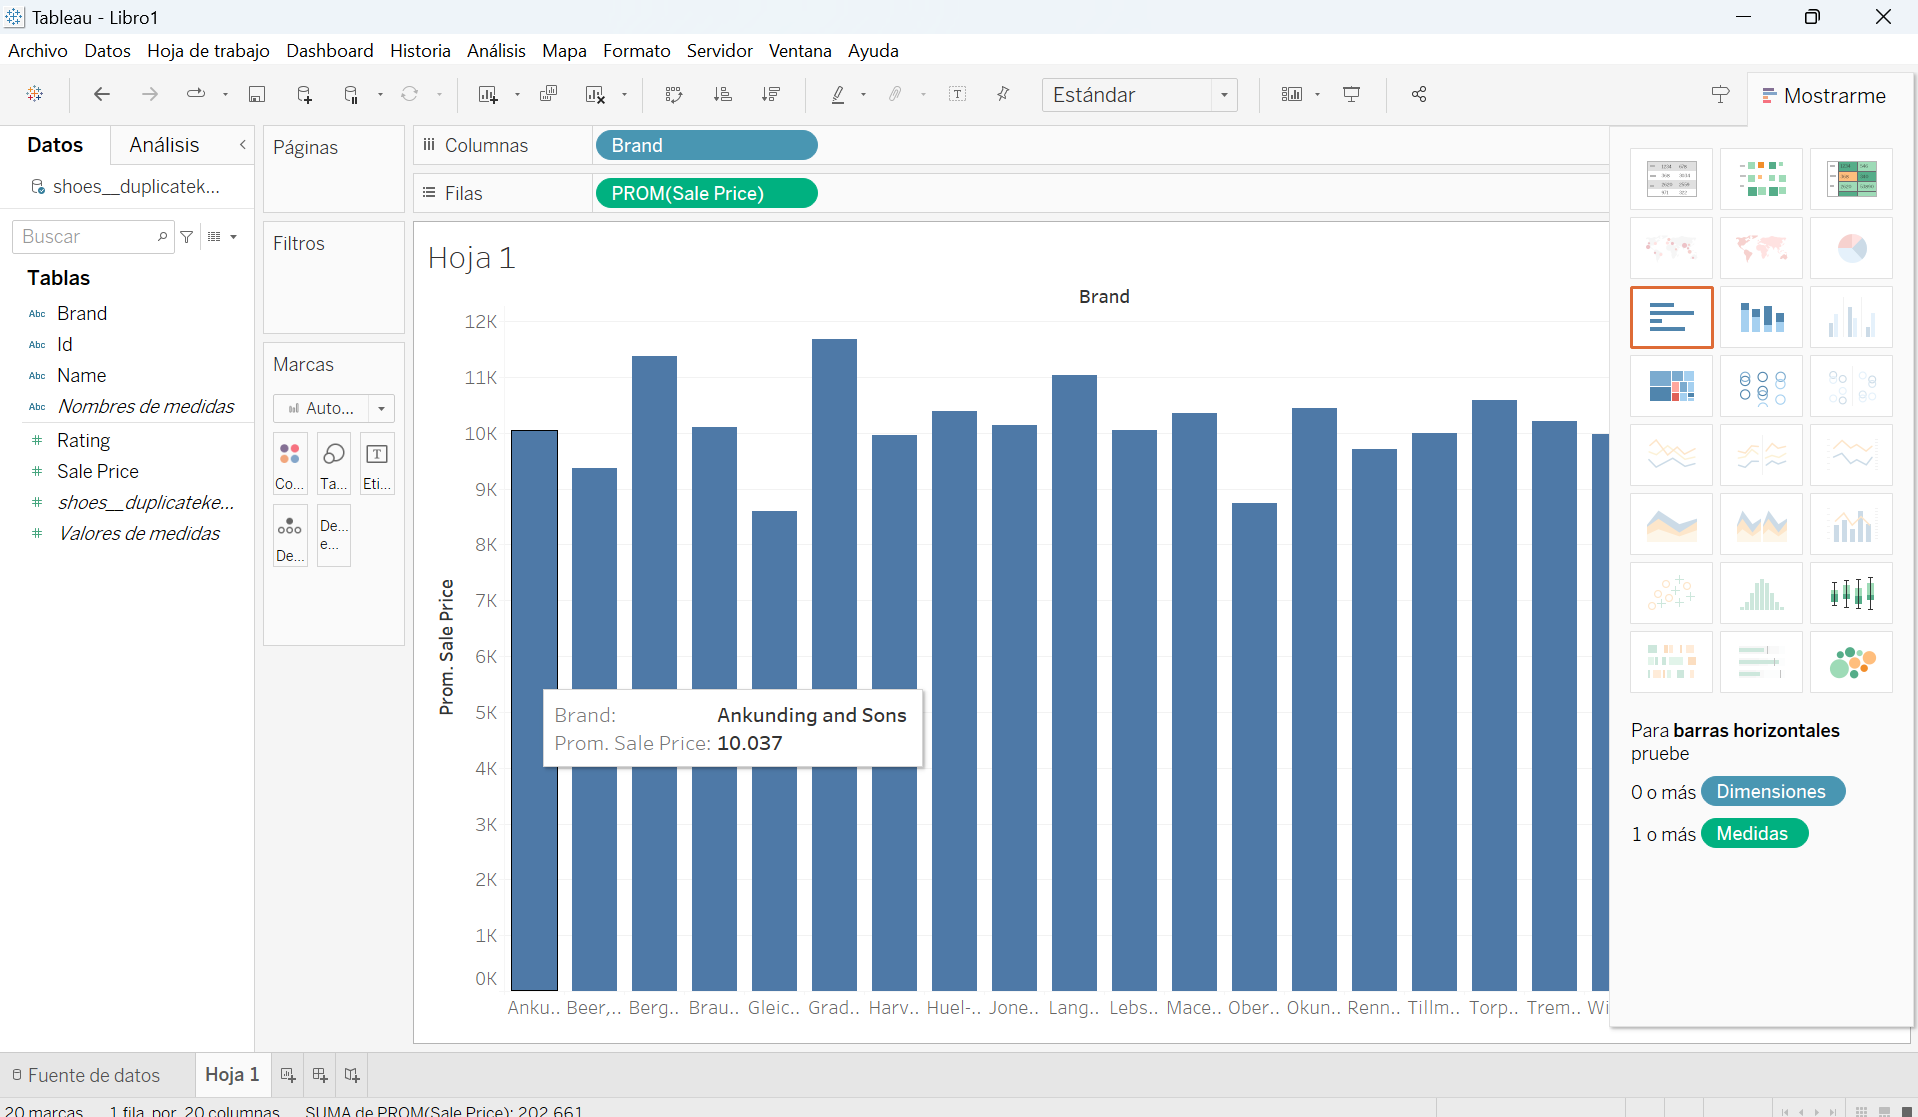 Tableau - Libro1
Archivo Datos Hoja de trabajo Dashboard Historia Análisis Mapa Formato Servidor Ventana Ayuda
Estándar
Mostrarme
Datos
Análisis
shoes__duplicatek...
Buscar
Tablas
Abc Brand
Abc Id
Abc Name
Abc Nombres de medidas
# Rating
# Sale Price
# shoes__duplicateke...
# Valores de medidas
Páginas
Filtros
Marcas
Auto...
Co...
Ta...
Eti...
De...
De...
e...
Columnas
Brand
Filas
PROM(Sale Price)
Hoja 1
Brand
Prom. Sale Price
12K
11K
10K
9K
8K
7K
6K
5K
4K
3K
2K
1K
0K
Brand: Ankunding and Sons
Prom. Sale Price: 10.037
Anku.. Beer,.. Berg.. Brau.. Gleic.. Grad.. Harv.. Huel-.. Jone.. Lang.. Lebs.. Mace.. Ober.. Okun.. Renn.. Tillm.. Torp.. Trem.. Wi
Para barras horizontales
pruebe
0 o más Dimensiones
1 o más Medidas
Fuente de datos
Hoja 1
20 marcas 1 fila por 20 columnas SUMA de PROM(Sale Price): 202.661